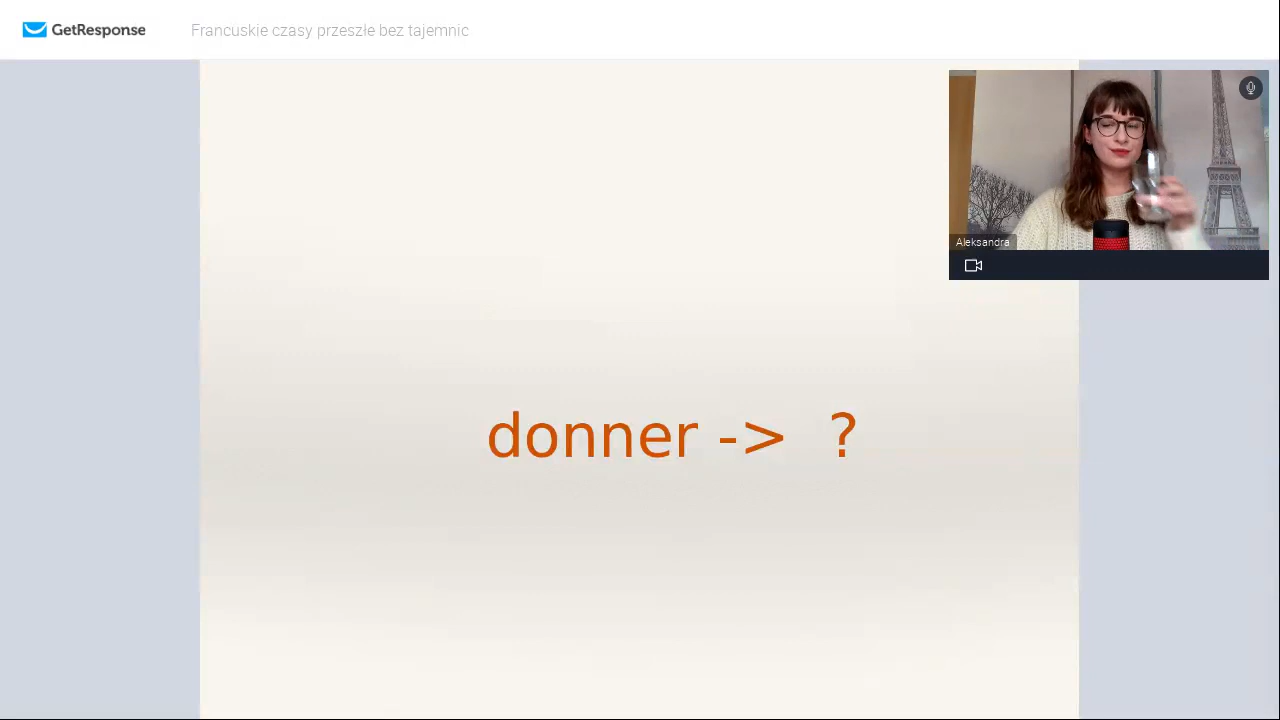 GetResponse
Francuskie czasy przeszłe bez tajemnic
Aleksandra
donner -> ?